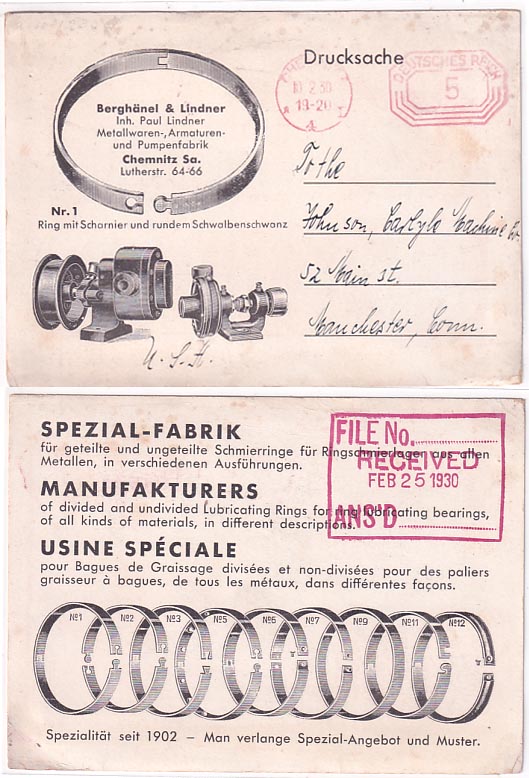 Berghänel & Lindner
Inh. Paul Lindner
Metallwaren-, Armaturen-
und Pumpenfabrik
Chemnitz Sa.
Lutherstr. 64-66
Nr. 1
Ring mit Scharnier und rundem Schwalbenschwanz
Drucksache
10.2.30
19-20
DEUTSCHES REICH
5
To the
Johnson, Carlyle Machine Co.
52 Main st.
Manchester, Conn.
U.S.A.
SPEZIAL-FABRIK
für geteilte und ungeteilte Schmierringe für Ringschmierlager aus allen
Metallen, in verschiedenen Ausführungen.
MANUFAKTURERS
of divided and undivided Lubricating Rings for ring lubricating bearings,
of all kinds of materials, in different descriptions.
USINE SPÉCIALE
pour Bagues de Graissage divisées et non-divisées pour des paliers
graisseur à bagues, de tous les métaux, dans différentes façons.
FILE No.
RECEIVED
FEB 25 1930
ANS'D
No1 No2 No3 No5 No6 No7 No9 No11 No12
Spezialität seit 1902 – Man verlange Spezial-Angebot und Muster.